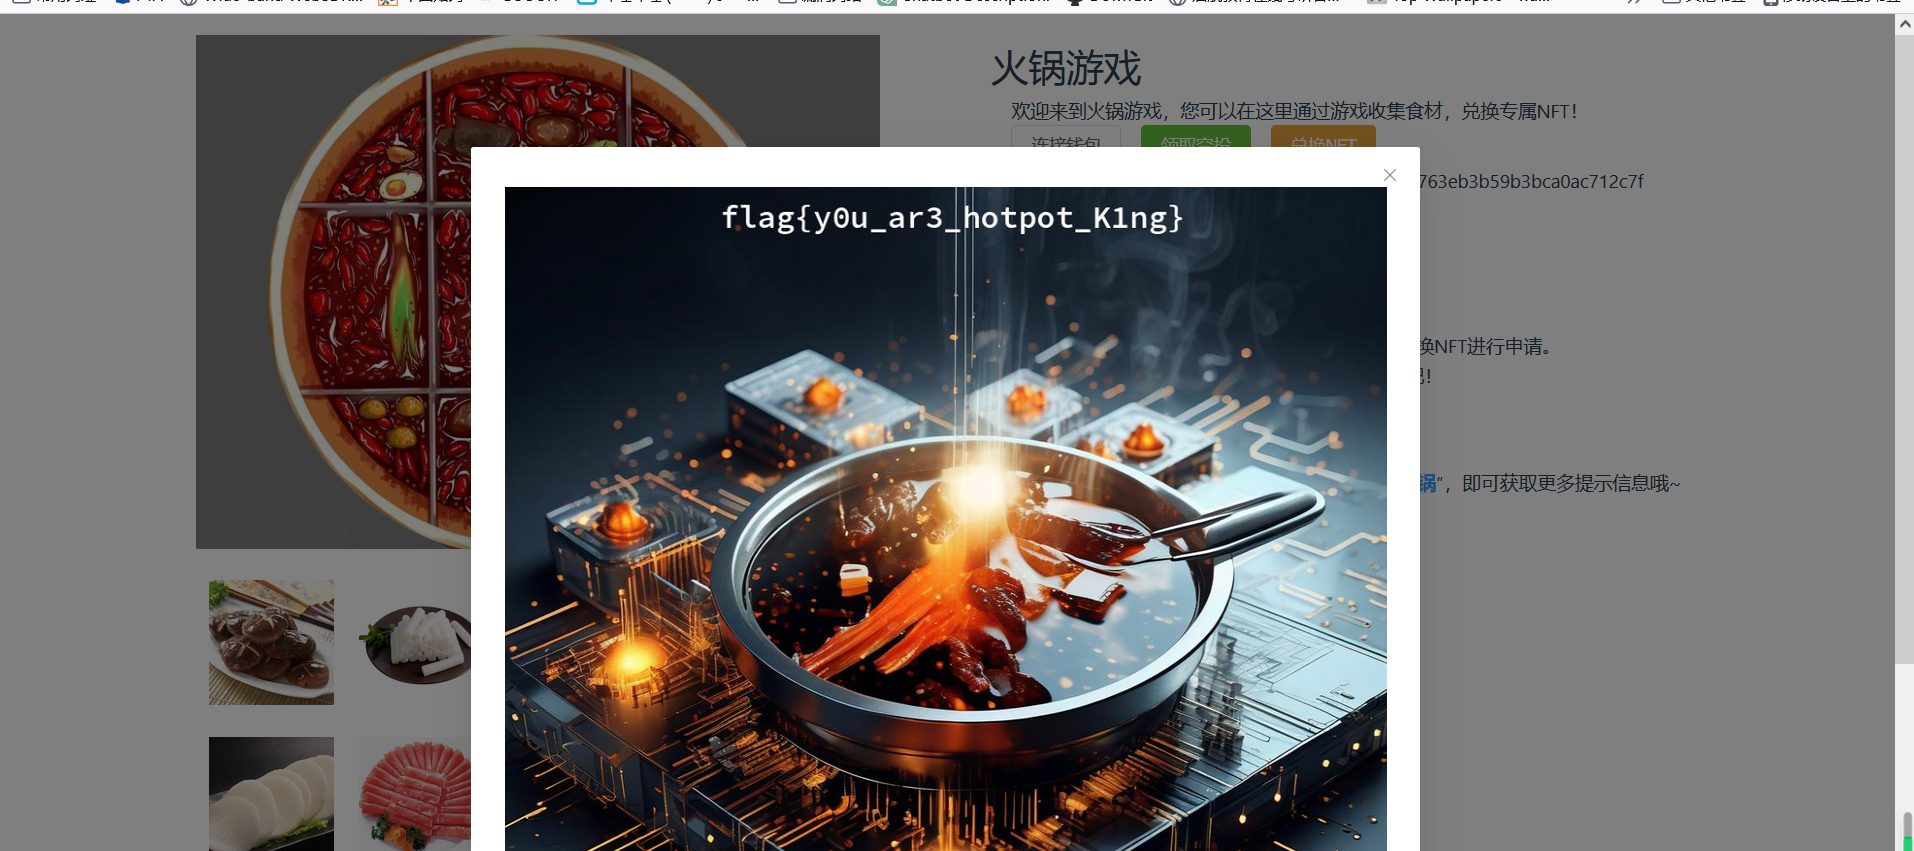 火锅游戏
欢迎来到火锅游戏，您可以在这里通过游戏收集食材，兑换专属NFT！
连接钱包 领取空投 兑换NFT
763eb3b59b3bca0ac712c7f
flag{y0u_ar3_hotpot_K1ng}
换NFT进行申请。
吧！
锅”，即可获取更多提示信息哦~